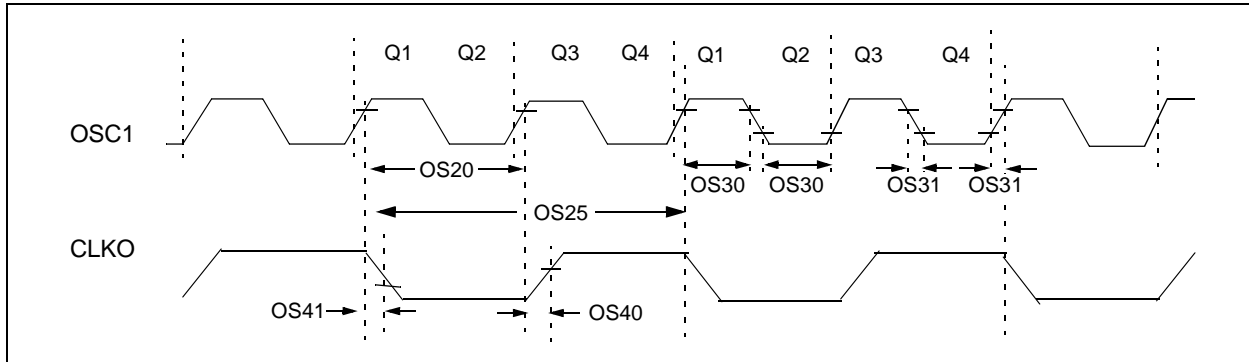 Q1 Q2 Q3 Q4 Q1 Q2 Q3 Q4
OSC1
OS20
OS30 OS30 OS31 OS31
OS25
CLKO
OS41 OS40